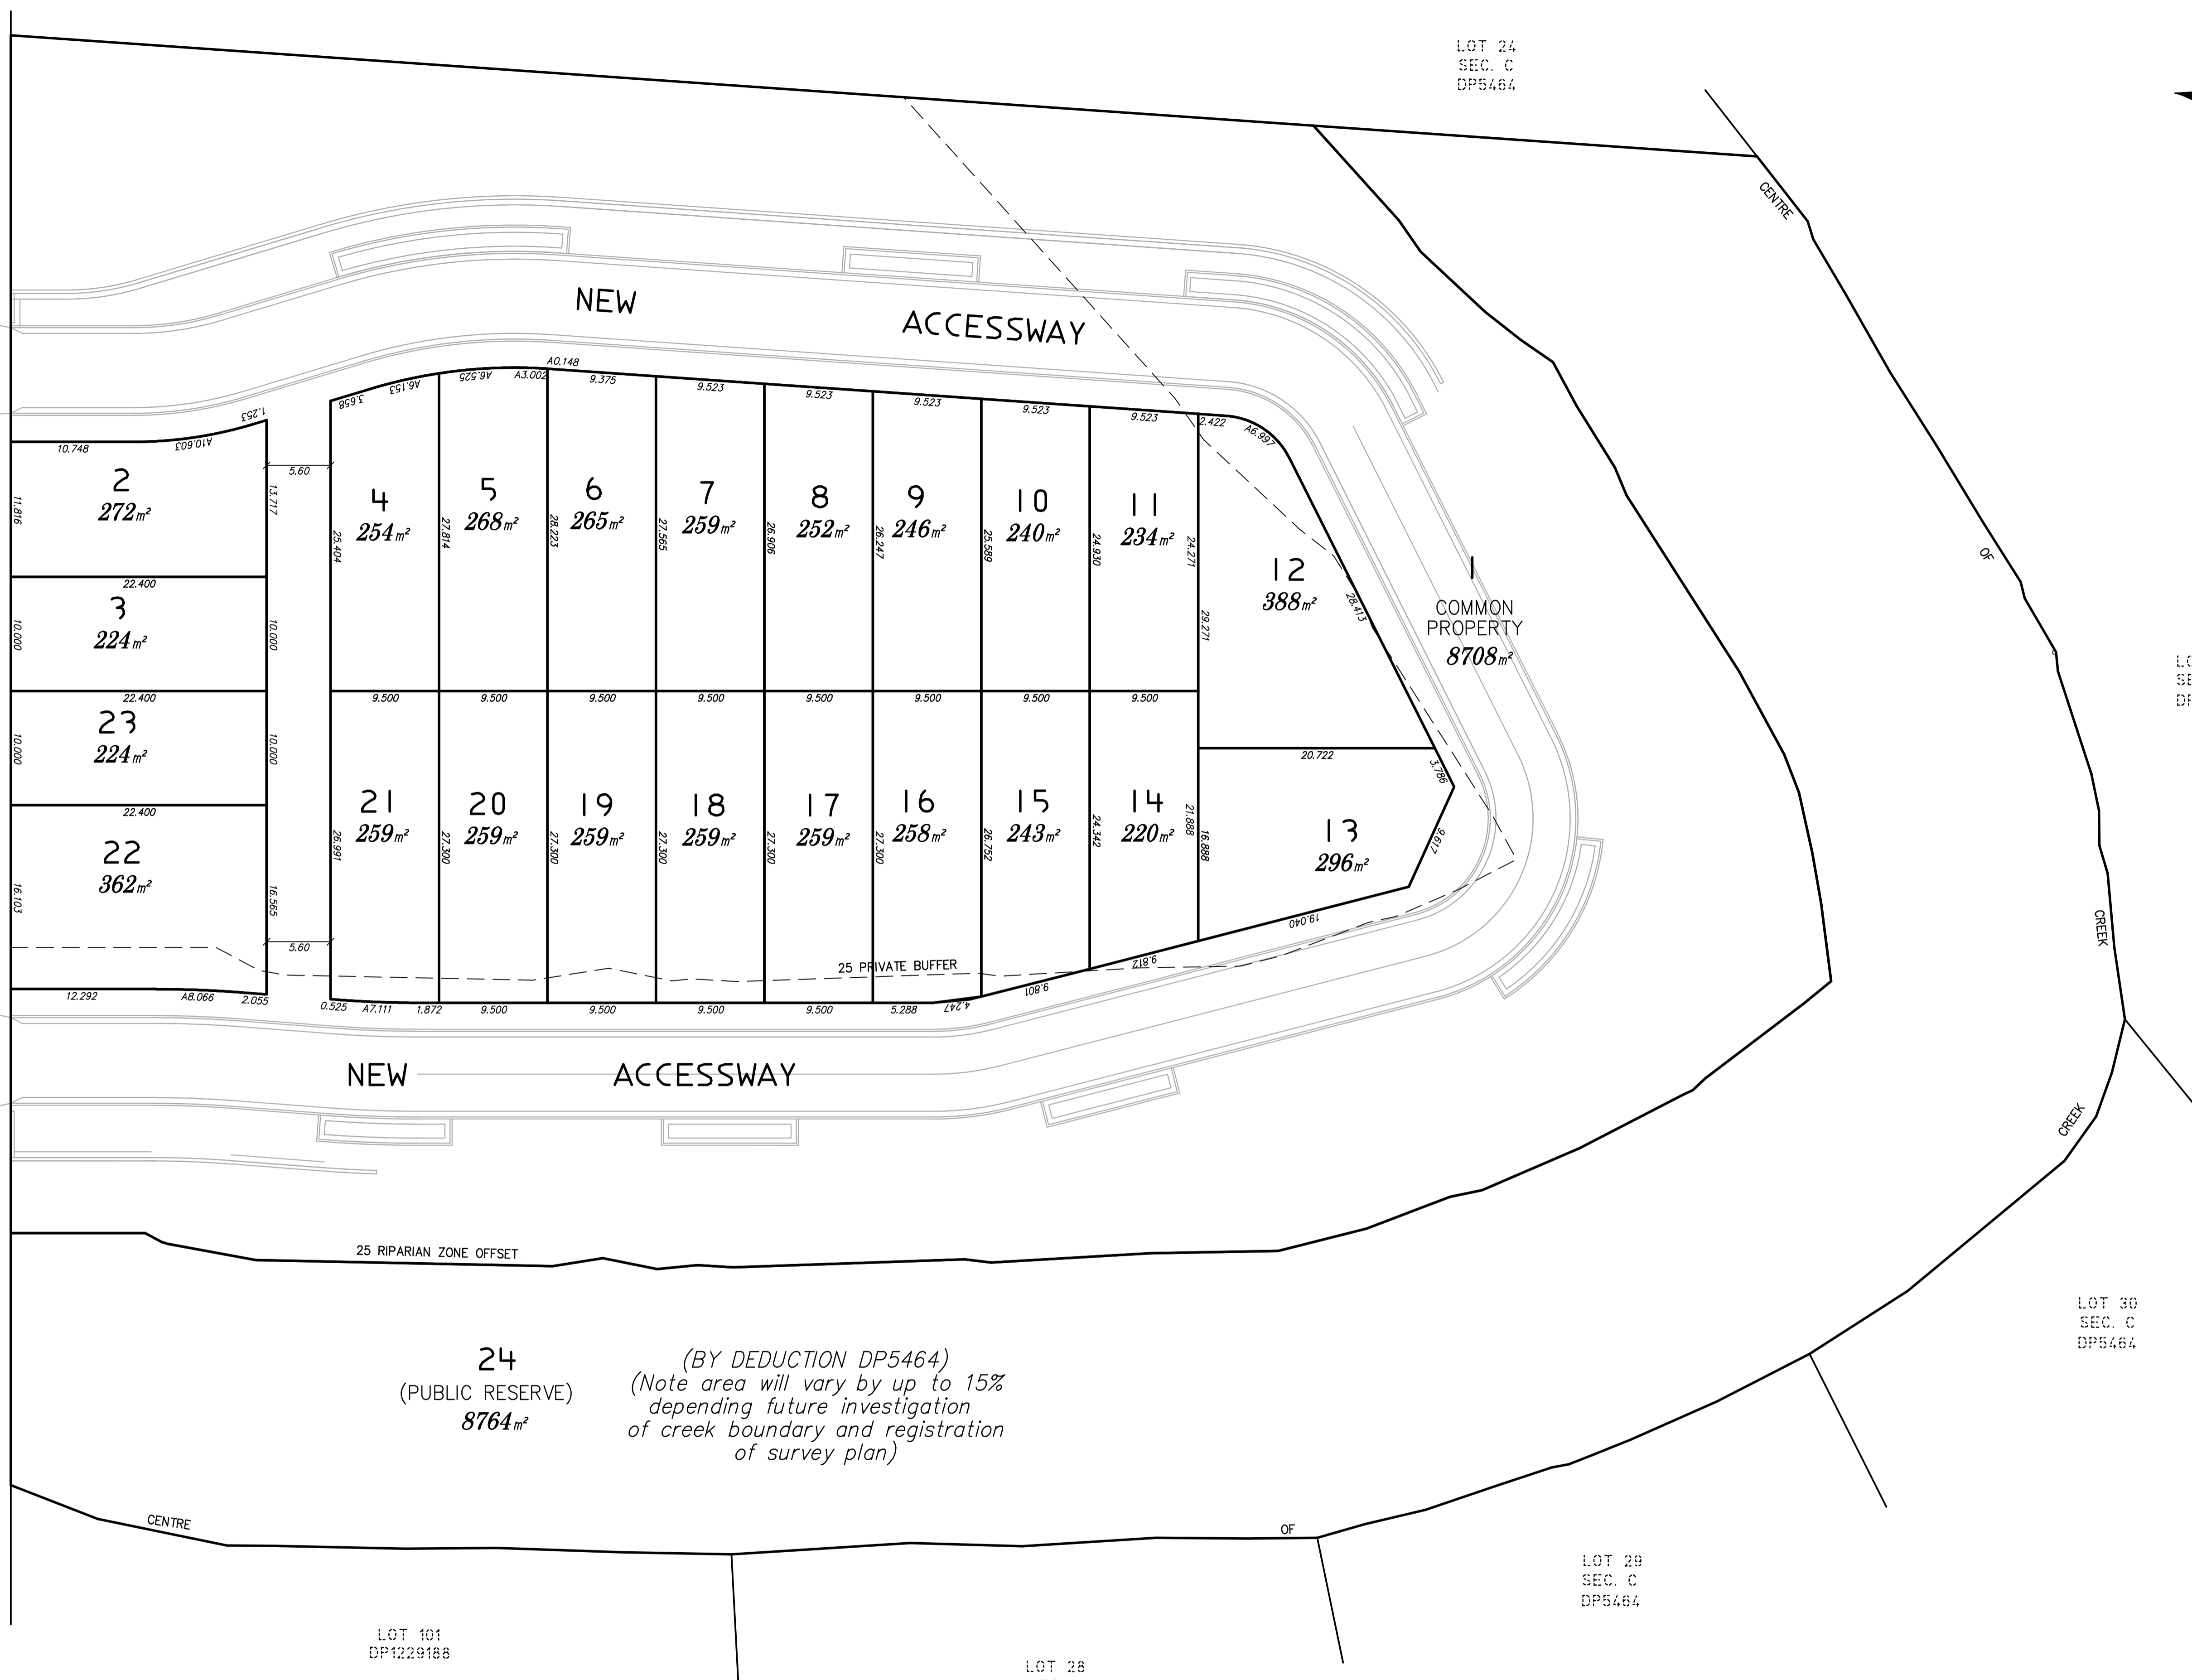 LOT 24
SEC. C
DP5464
CENTRE
NEW
ACCESSWAY
A0.148
3.658
A6.153
A6.525
A3.002
9.375
9.523
9.523
9.523
9.523
9.523
2.422
A6.997
10.748
A10.603
1.253
5.60
2
272m²
11.816
13.717
4
254m²
25.404
5
268m²
27.814
6
265m²
28.223
7
259m²
27.565
8
252m²
26.906
9
246m²
26.247
10
240m²
25.589
11
234m²
24.930
24.271
12
388m²
29.271
28.413
1
COMMON
PROPERTY
8708m²
OF
22.400
3
224m²
10.000
10.000
22.400
9.500
9.500
9.500
9.500
9.500
9.500
9.500
9.500
23
224m²
10.000
10.000
22.400
20.722
3.786
22
362m²
16.103
16.565
21
259m²
26.991
20
259m²
27.300
19
259m²
27.300
18
259m²
27.300
17
259m²
27.300
16
258m²
27.300
15
243m²
26.752
14
220m²
24.342
21.888
16.888
13
296m²
9.617
19.040
CREEK
5.60
25 PRIVATE BUFFER
9.812
9.801
12.292
A8.066
2.055
0.525
A7.111
1.872
9.500
9.500
9.500
9.500
5.288
4.247
NEW
ACCESSWAY
CREEK
25 RIPARIAN ZONE OFFSET
LOT 30
SEC. C
DP5464
24
(PUBLIC RESERVE)
8764m²
(BY DEDUCTION DP5464)
(Note area will vary by up to 15%
depending future investigation
of creek boundary and registration
of survey plan)
CENTRE
OF
LOT 29
SEC. C
DP5464
LOT 101
DP1229188
LOT 28